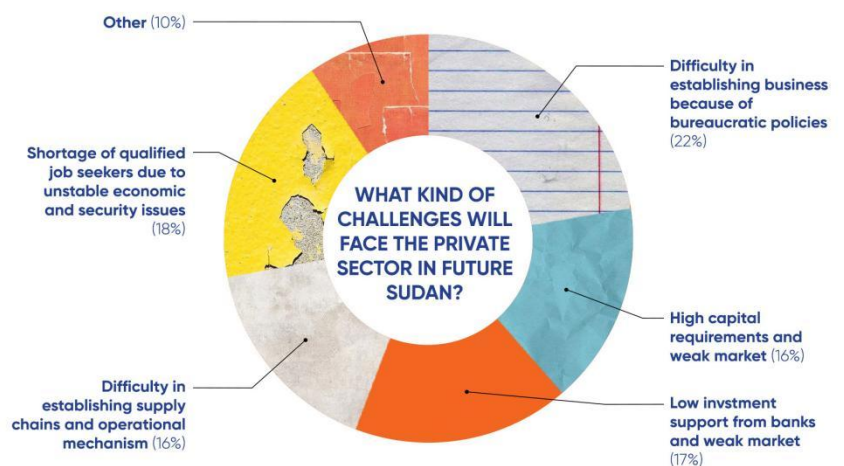 WHAT KIND OF
CHALLENGES WILL
FACE THE PRIVATE
SECTOR IN FUTURE
SUDAN?
Difficulty in
establishing business
because of
bureaucratic policies
(22%)
High capital
requirements and
weak market (16%)
Low invstment
support from banks
and weak market
(17%)
Difficulty in
establishing supply
chains and operational
mechanism (16%)
Shortage of qualified
job seekers due to
unstable economic
and security issues
(18%)
Other (10%)